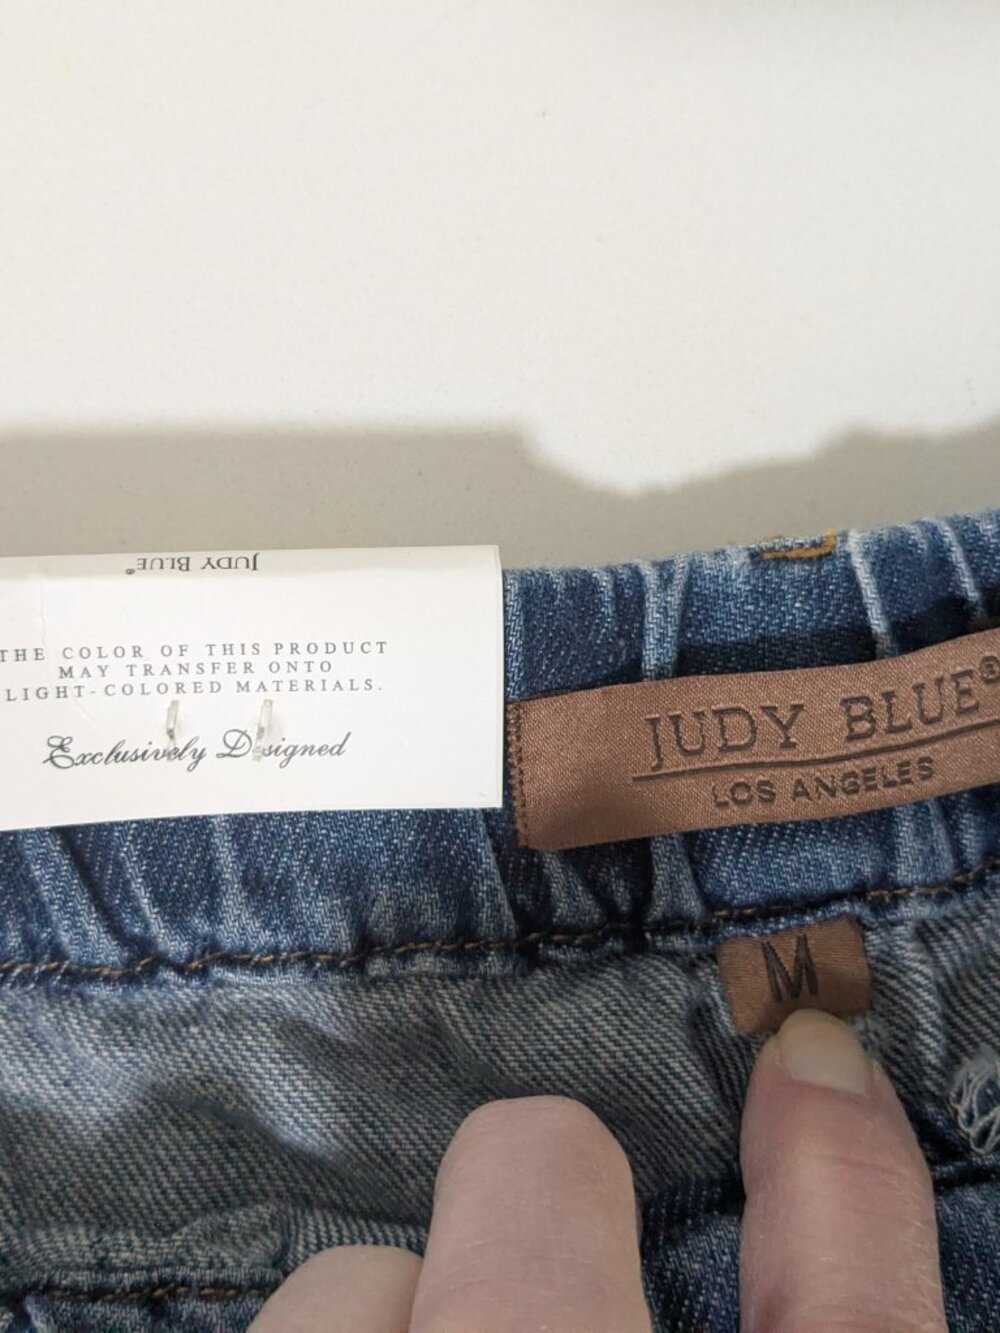 JUDY BLUE®
THE COLOR OF THIS PRODUCT
MAY TRANSFER ONTO
LIGHT-COLORED MATERIALS.
Exclusively Designed
JUDY BLUE®
LOS ANGELES
M